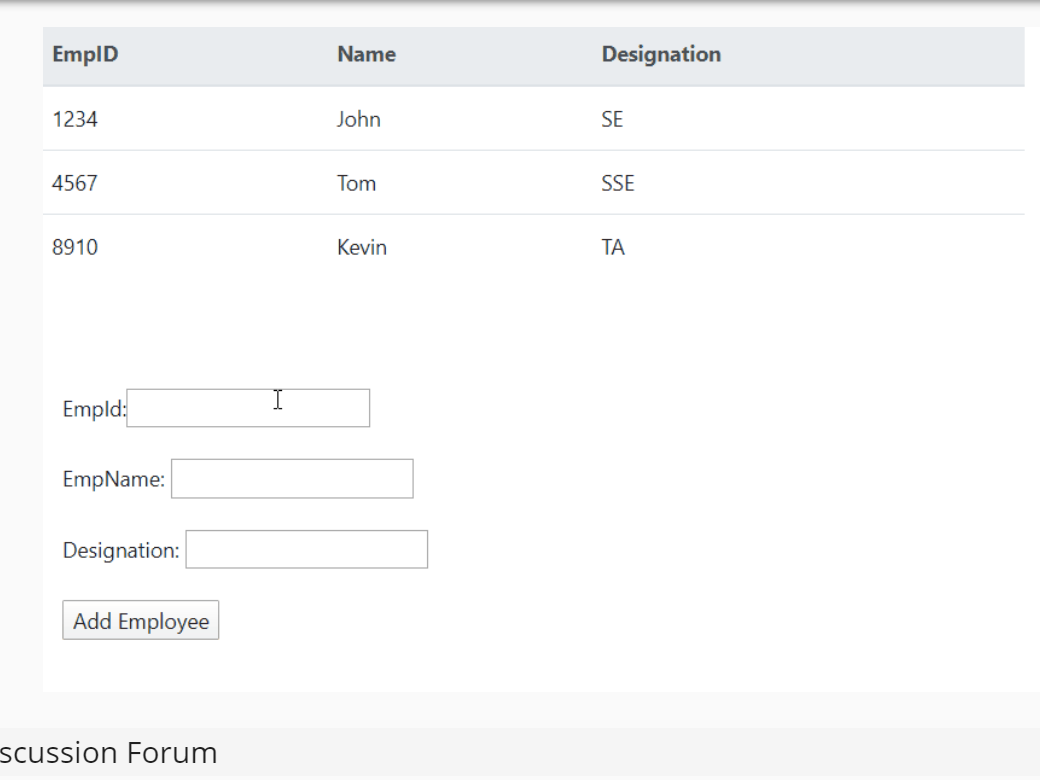 EmpID Name Designation
1234 John SE
4567 Tom SSE
8910 Kevin TA
EmpId:
EmpName:
Designation:
Add Employee
scussion Forum